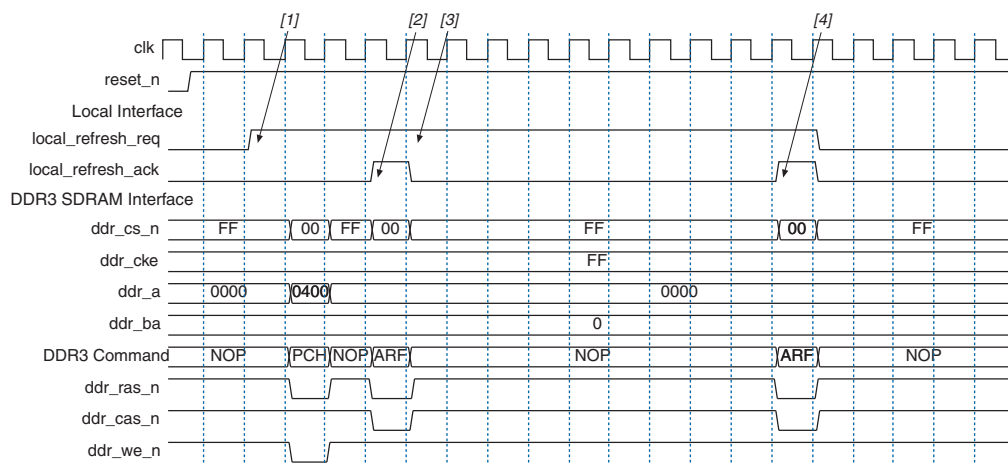 [1] [2] [3] [4]
clk
reset_n
Local Interface
local_refresh_req
local_refresh_ack
DDR3 SDRAM Interface
ddr_cs_n FF 00 FF 00 FF 00 FF
ddr_cke FF
ddr_a 0000 0400 0000
ddr_ba 0
DDR3 Command NOP PCH NOP ARF NOP ARF NOP
ddr_ras_n
ddr_cas_n
ddr_we_n